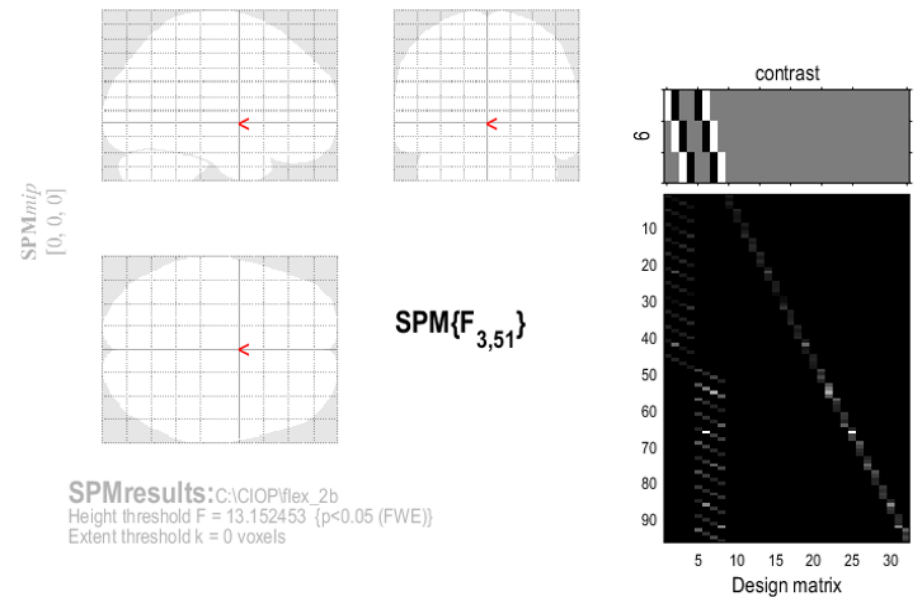 contrast
6
SPMmip
[0, 0, 0]
SPM{F3,51}
10
20
30
40
50
60
70
80
90
5 10 15 20 25 30
Design matrix
SPMresults: C:\CIOP\flex_2b
Height threshold F = 13.152453 {p<0.05 (FWE)}
Extent threshold k = 0 voxels